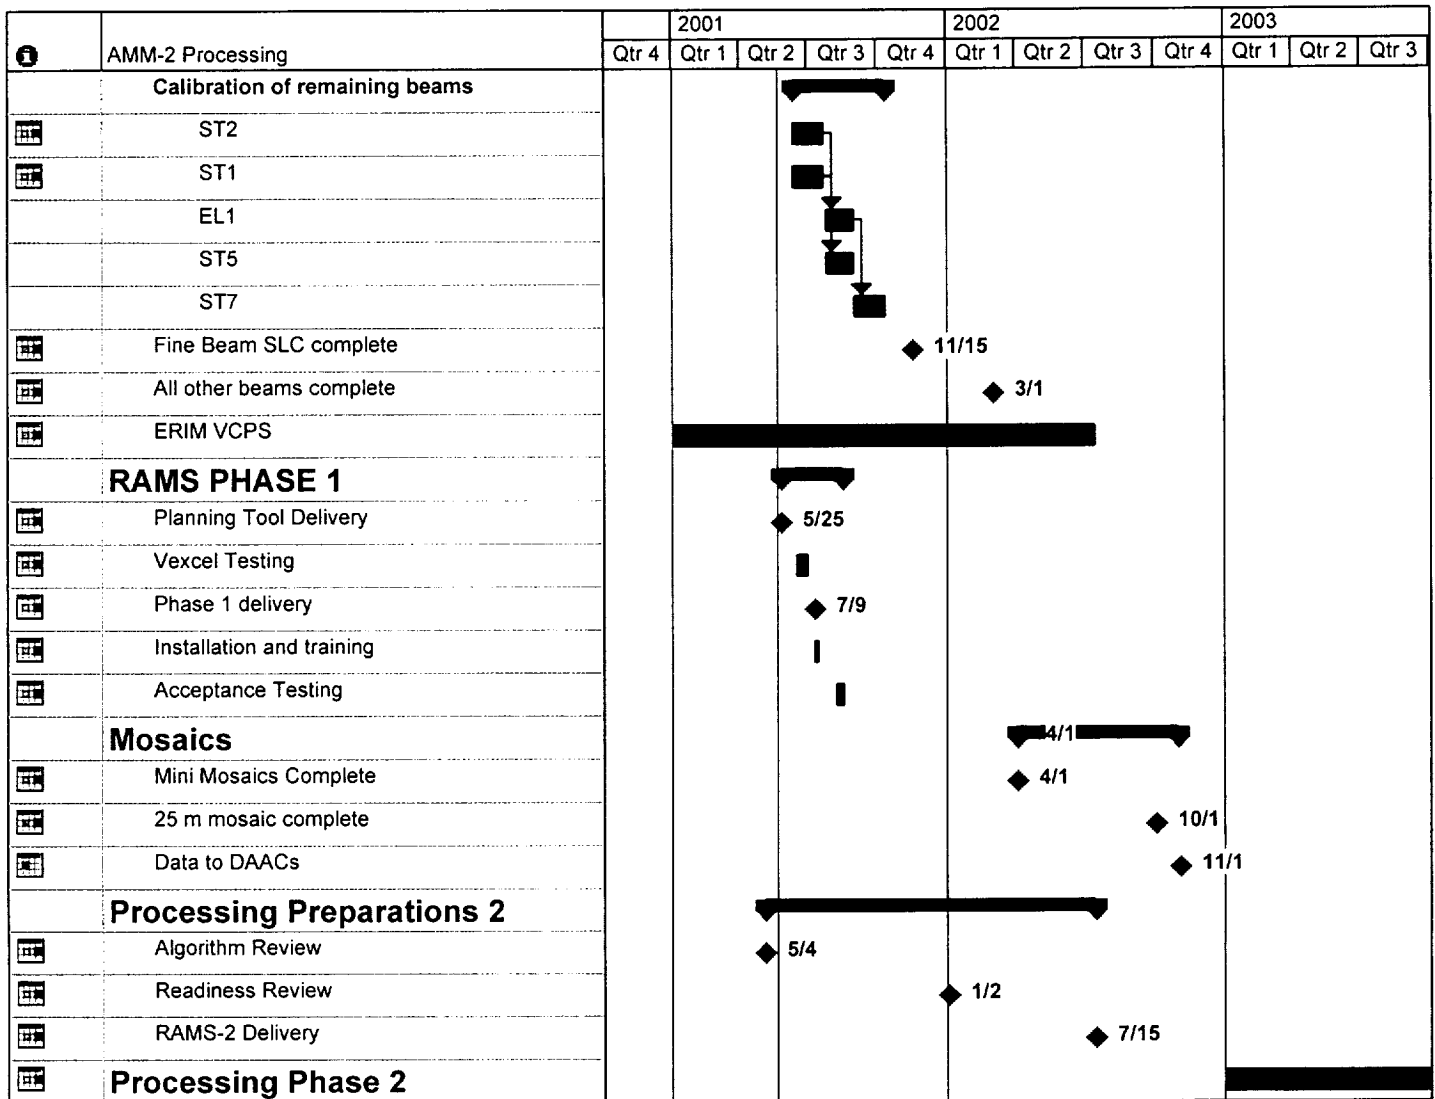 2001 2002 2003
AMM-2 Processing Qtr 4 Qtr 1 Qtr 2 Qtr 3 Qtr 4 Qtr 1 Qtr 2 Qtr 3 Qtr 4 Qtr 1 Qtr 2 Qtr 3
Calibration of remaining beams
ST2
ST1
EL1
ST5
ST7
Fine Beam SLC complete 11/15
All other beams complete 3/1
ERIM VCPS
RAMS PHASE 1
Planning Tool Delivery 5/25
Vexcel Testing
Phase 1 delivery 7/9
Installation and training
Acceptance Testing
Mosaics 4/1
Mini Mosaics Complete 4/1
25 m mosaic complete 10/1
Data to DAACs 11/1
Processing Preparations 2
Algorithm Review 5/4
Readiness Review 1/2
RAMS-2 Delivery 7/15
Processing Phase 2